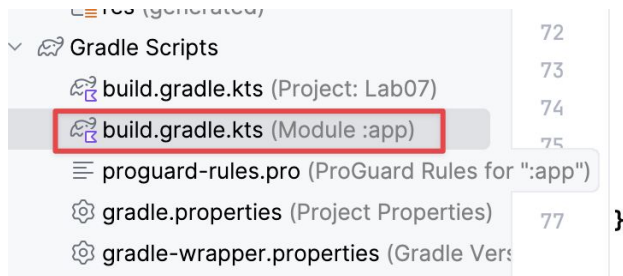 res (generated)
Gradle Scripts
build.gradle.kts (Project: Lab07)
build.gradle.kts (Module :app)
proguard-rules.pro (ProGuard Rules for ":app")
gradle.properties (Project Properties)
gradle-wrapper.properties (Gradle Vers
72
73
74
75
77 }